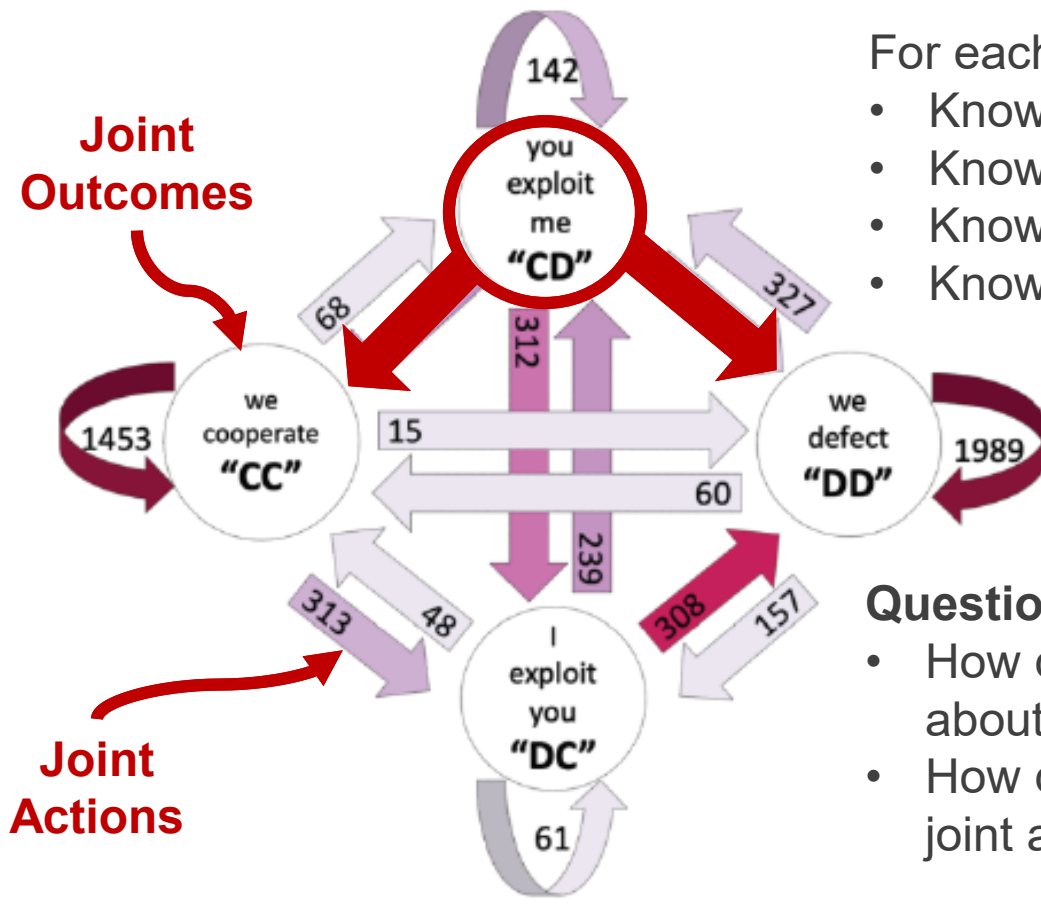 142
Joint
Outcomes
you
exploit
me
“CD”
68
312
327
we
cooperate
“CC”
1453
15
60
we
defect
“DD”
1989
239
313
48
308
157
I
exploit
you
“DC”
61
Joint
Actions
For each
• Know
• Know
• Know
• Know
Questio
• How
about
• How
joint a